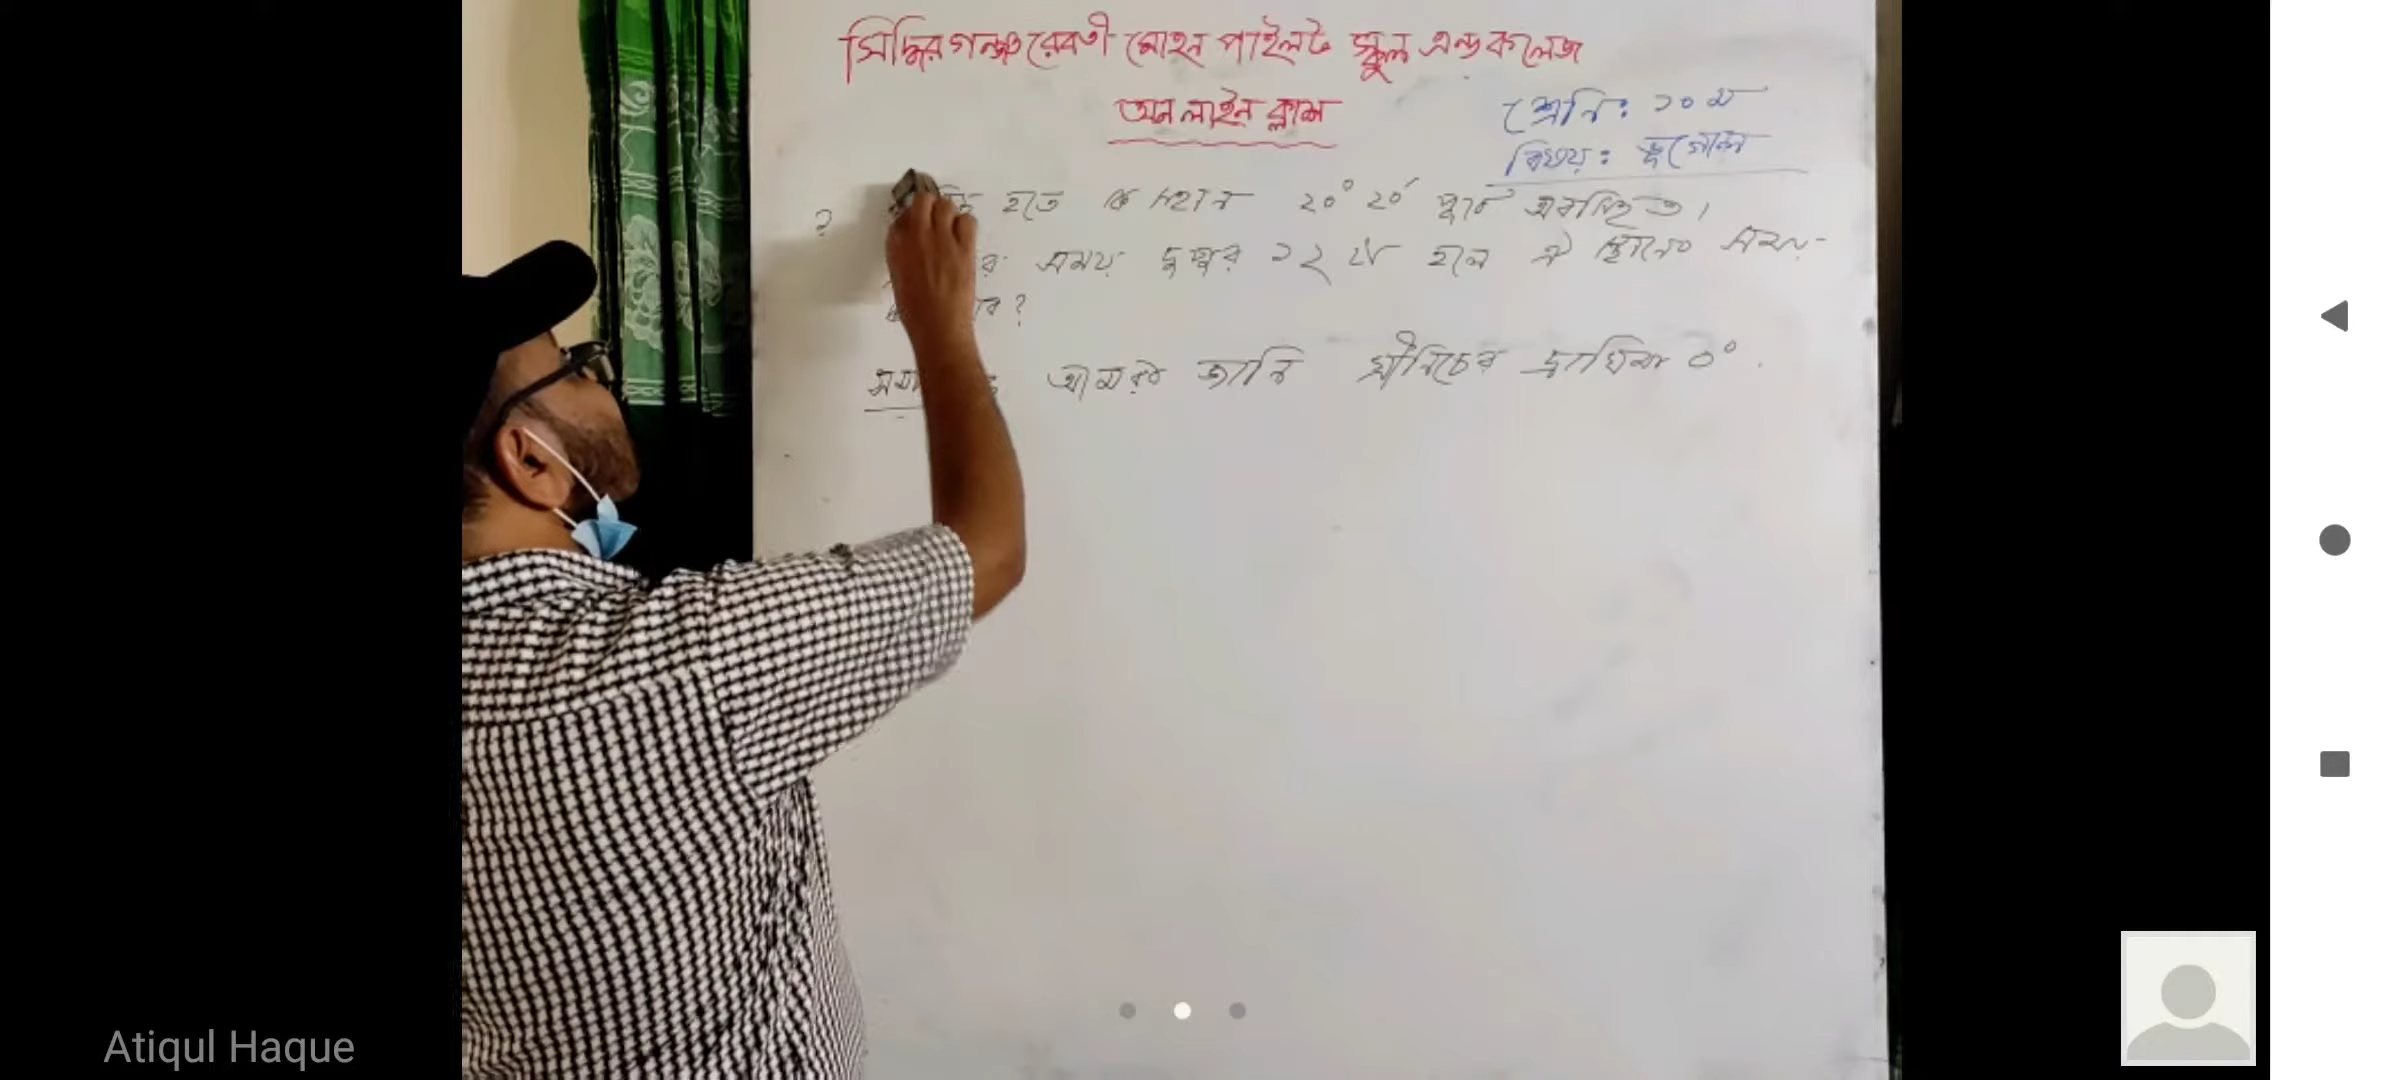 সিদ্ধিরগঞ্জ রেবতী মোহন পাইলট স্কুল এন্ড কলেজ
অনলাইন ক্লাশ
শ্রেনি: ১০ম
বিষয়: ভূগোল
? হতে ক স্থান ২০° ২০′ পূর্বে অবস্থিত।
র সময় দুপুর ১২ টা হলে ঐ স্থানের সময়
?
আমরা জানি গ্রীনিচের দ্রাঘিমা ০°.
Atiqul Haque